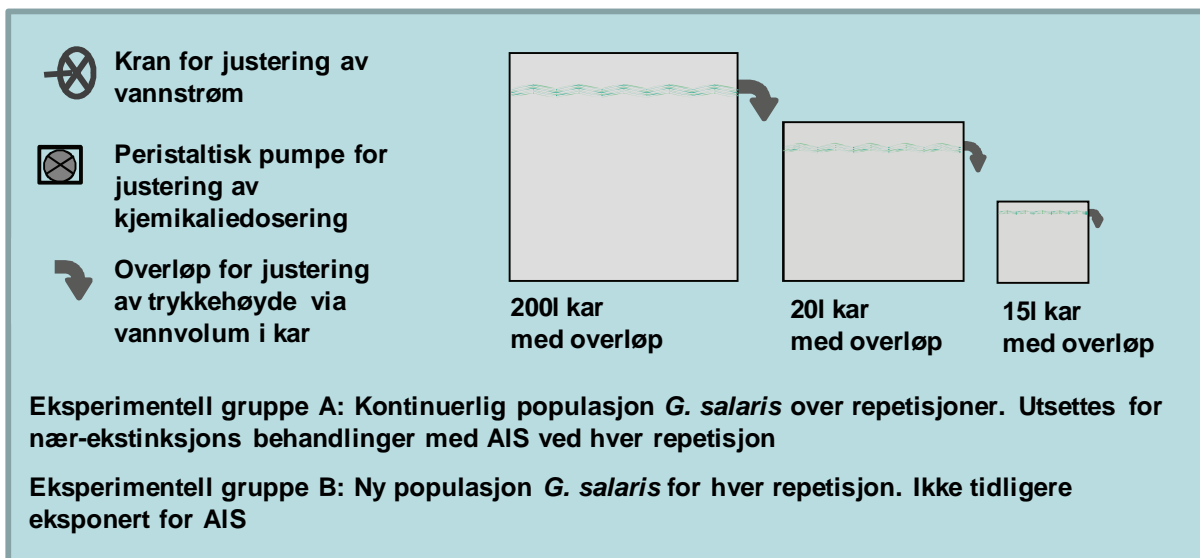 Kran for justering av
vannstrøm
Peristaltisk pumpe for
justering av
kjemikaliedosering
Overløp for justering
av trykkehøyde via
vannvolum i kar
200l kar
med overløp
20l kar
med overløp
15l kar
med overløp
Eksperimentell gruppe A: Kontinuerlig populasjon G. salaris over repetisjoner. Utsettes for
nær-ekstinksjons behandlinger med AlS ved hver repetisjon
Eksperimentell gruppe B: Ny populasjon G. salaris for hver repetisjon. Ikke tidligere
eksponert for AlS